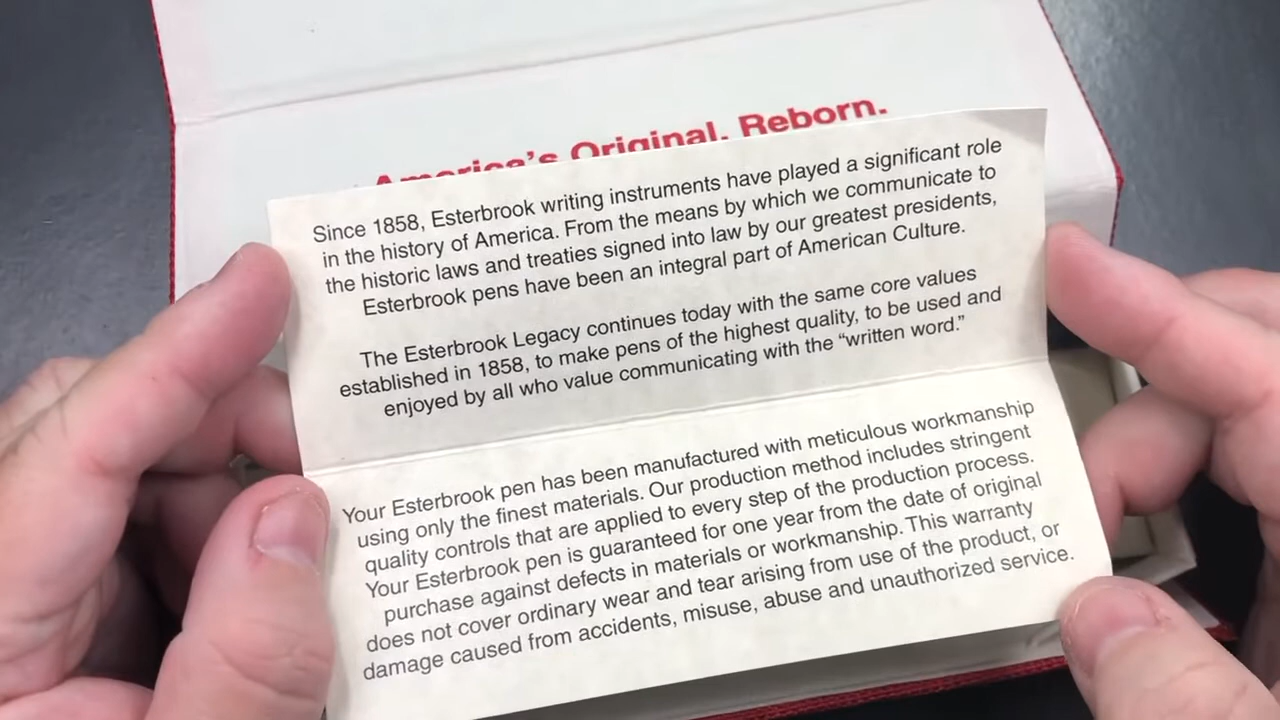 America's Original. Reborn.
Since 1858, Esterbrook writing instruments have played a significant role
in the history of America. From the means by which we communicate to
the historic laws and treaties signed into law by our greatest presidents,
Esterbrook pens have been an integral part of American Culture.
The Esterbrook Legacy continues today with the same core values
established in 1858, to make pens of the highest quality, to be used and
enjoyed by all who value communicating with the “written word.”
Your Esterbrook pen has been manufactured with meticulous workmanship
using only the finest materials. Our production method includes stringent
quality controls that are applied to every step of the production process.
Your Esterbrook pen is guaranteed for one year from the date of original
purchase against defects in materials or workmanship. This warranty
does not cover ordinary wear and tear arising from use of the product, or
damage caused from accidents, misuse, abuse and unauthorized service.